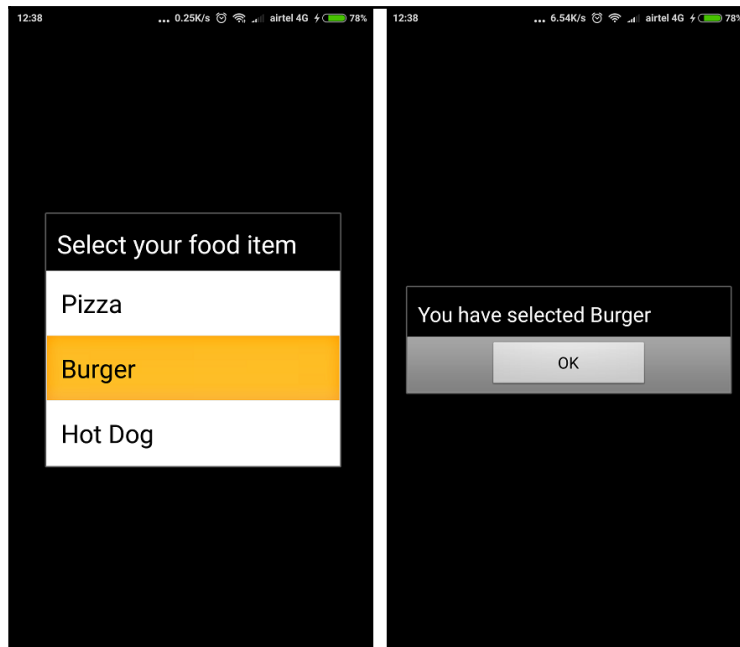 12:38 ... 0.25K/s airtel 4G 78%
Select your food item
Pizza
Burger
Hot Dog
12:38 ... 6.54K/s airtel 4G 78%
You have selected Burger
OK